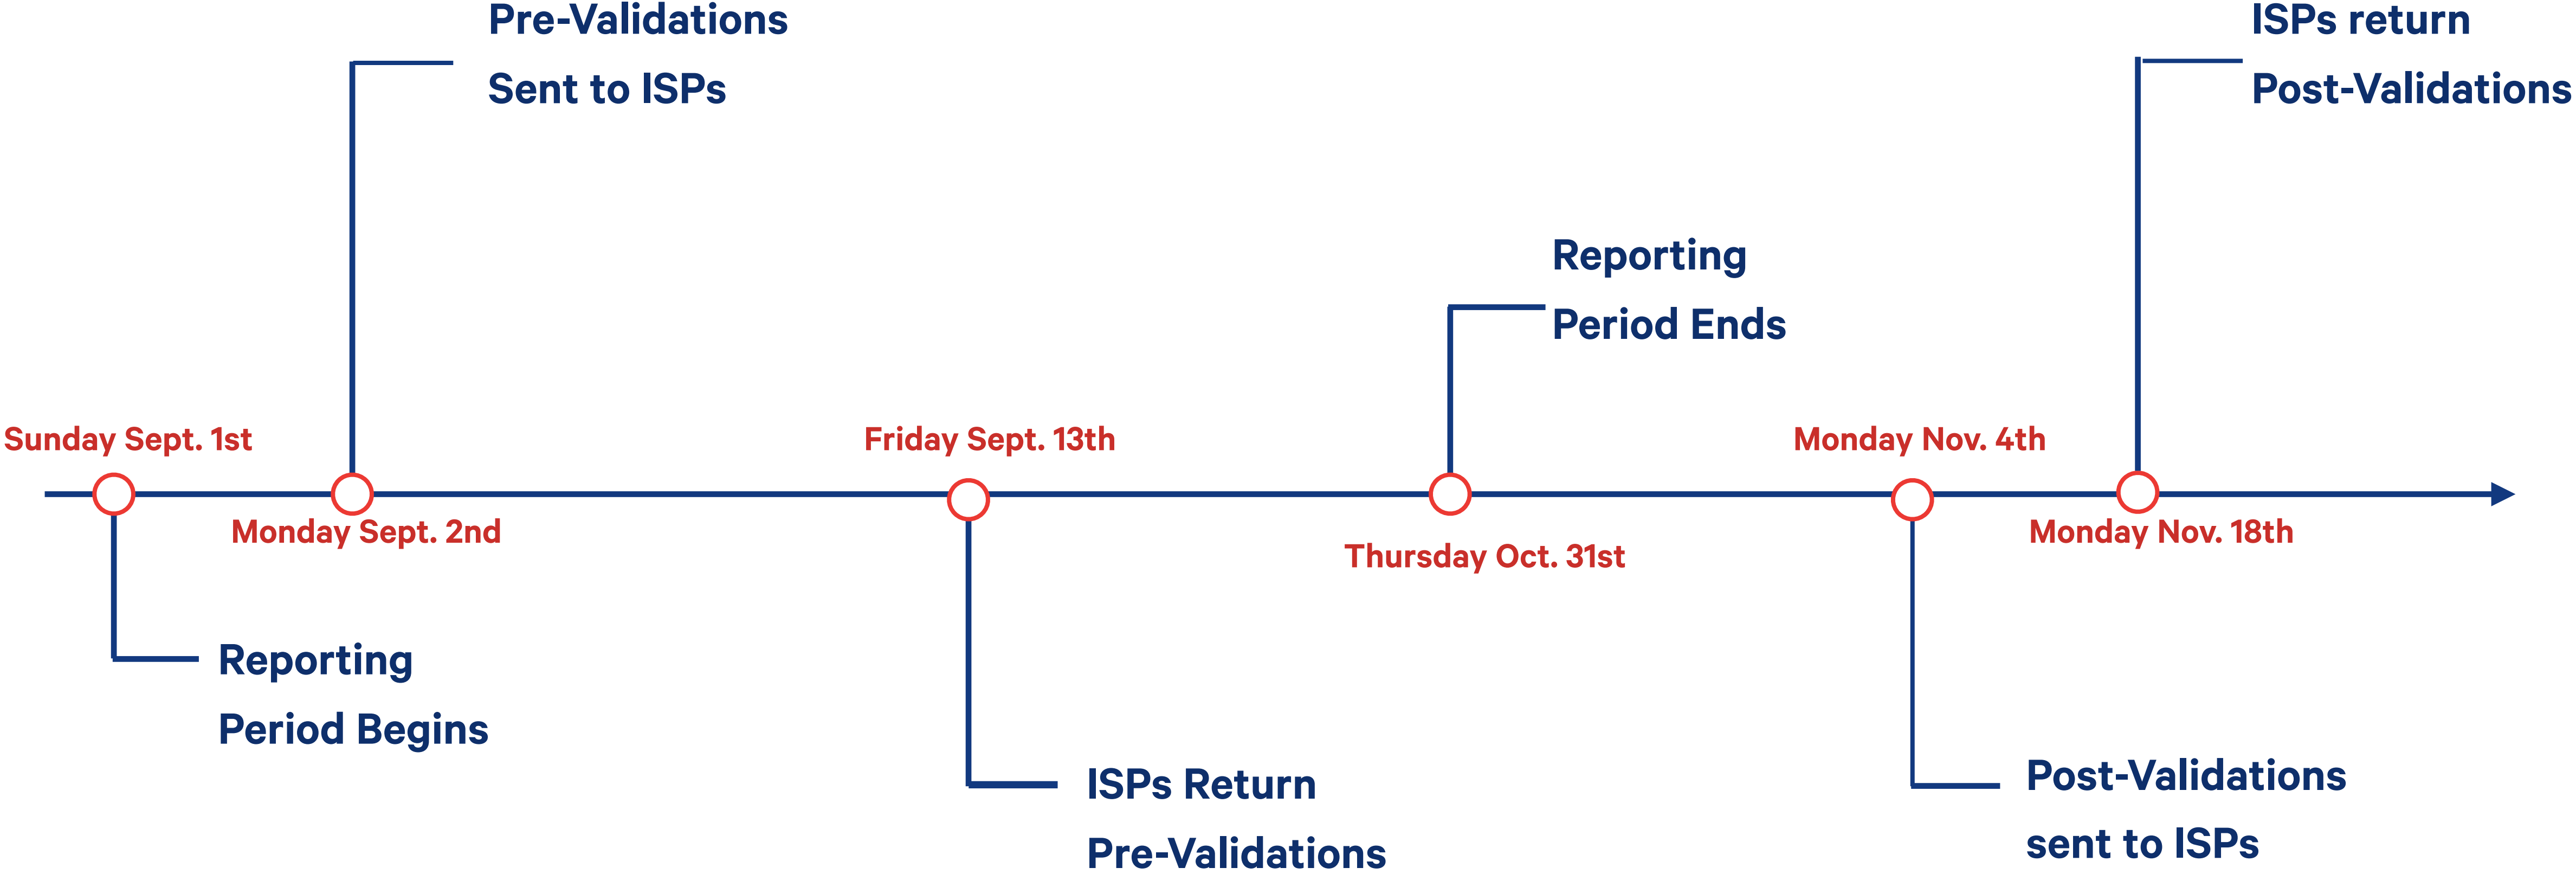 Pre-Validations
Sent to ISPs
ISPs return
Post-Validations
Reporting
Period Ends
Sunday Sept. 1st
Friday Sept. 13th
Monday Nov. 4th
Monday Sept. 2nd
Thursday Oct. 31st
Monday Nov. 18th
Reporting
Period Begins
ISPs Return
Pre-Validations
Post-Validations
sent to ISPs